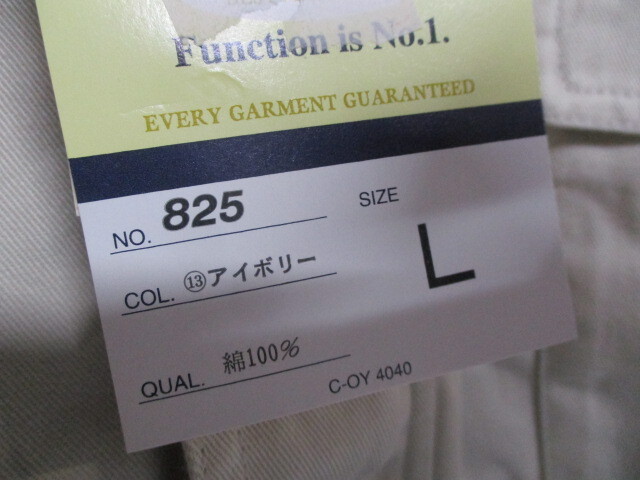 Function is No.1.
EVERY GARMENT GUARANTEED
NO. 825
SIZE
L
COL. ⑬アイボリー
QUAL. 綿100%
C-OY 4040